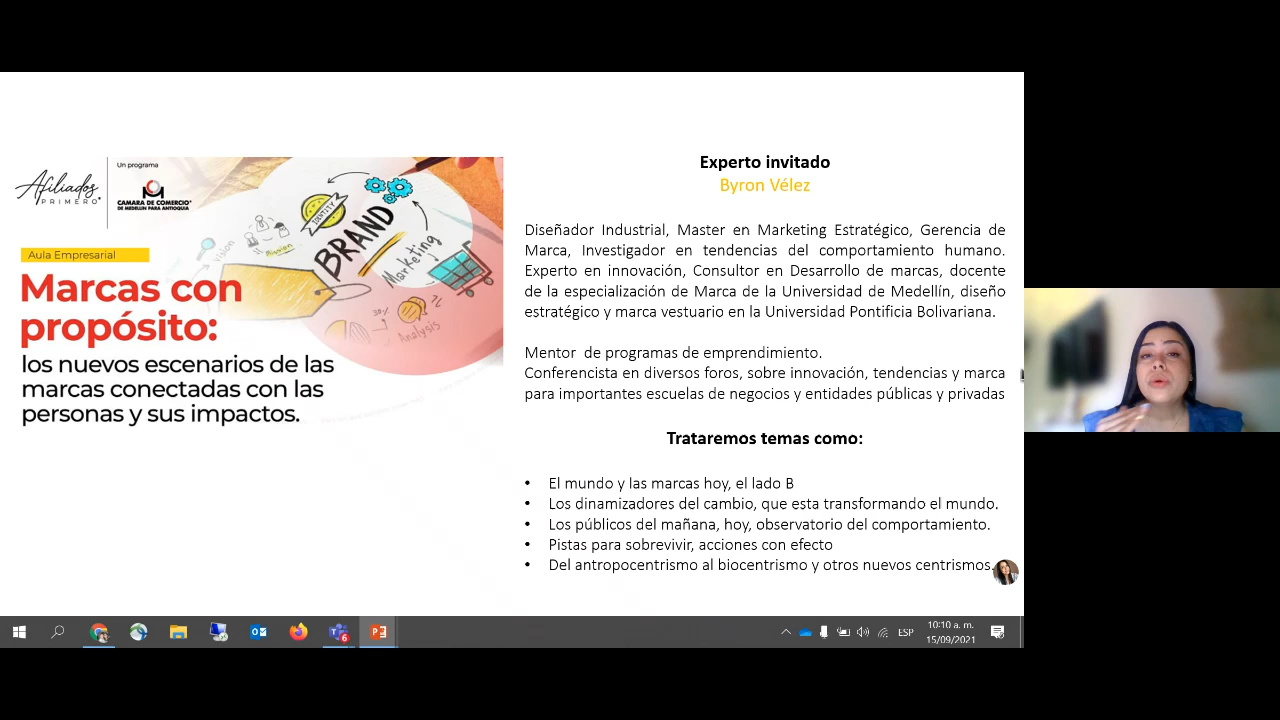 Afiliados
PRIMERO
Un programa
CAMARA DE COMERCIO®
DE MEDELLIN PARA ANTIOQUIA
Aula Empresarial
Marcas con
propósito:
los nuevos escenarios de las
marcas conectadas con las
personas y sus impactos.
Vision
Mission
IDENTITY
BRAND
Marketing
30%
Analysis
Experto invitado
Byron Vélez
Diseñador Industrial, Master en Marketing Estratégico, Gerencia de
Marca, Investigador en tendencias del comportamiento humano.
Experto en innovación, Consultor en Desarrollo de marcas, docente
de la especialización de Marca de la Universidad de Medellín, diseño
estratégico y marca vestuario en la Universidad Pontificia Bolivariana.
Mentor de programas de emprendimiento.
Conferencista en diversos foros, sobre innovación, tendencias y marca
para importantes escuelas de negocios y entidades públicas y privadas
Trataremos temas como:
• El mundo y las marcas hoy, el lado B
• Los dinamizadores del cambio, que esta transformando el mundo.
• Los públicos del mañana, hoy, observatorio del comportamiento.
• Pistas para sobrevivir, acciones con efecto
• Del antropocentrismo al biocentrismo y otros nuevos centrismos.
6
ESP
10:10 a. m.
15/09/2021